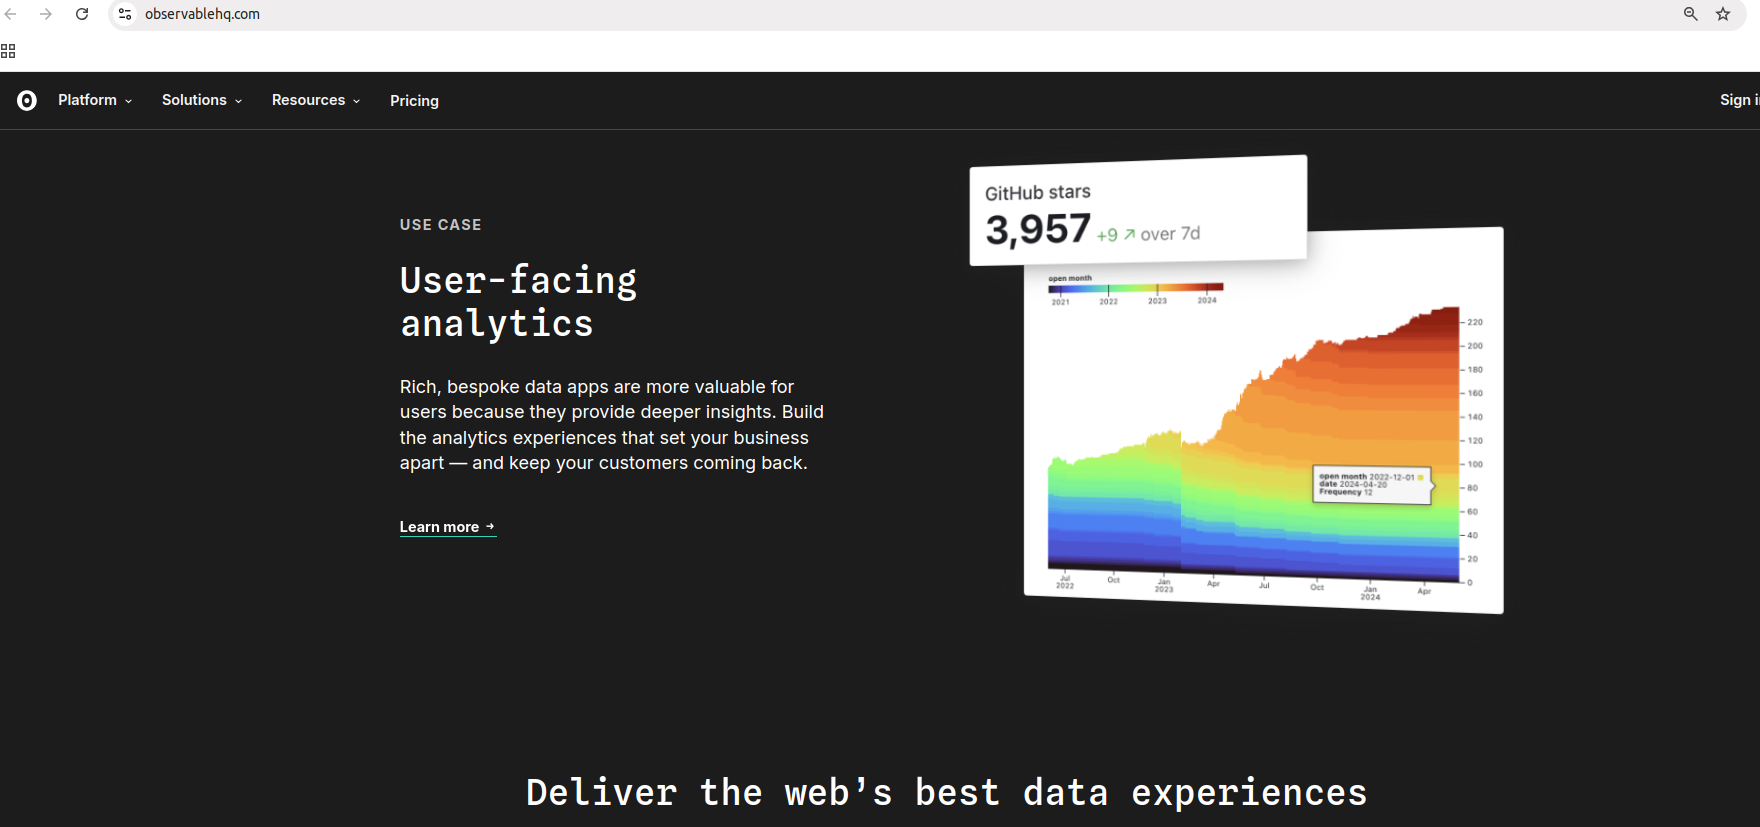 observablehq.com
Platform
Solutions
Resources
Pricing
Sign i
USE CASE
User-facing
analytics
Rich, bespoke data apps are more valuable for
users because they provide deeper insights. Build
the analytics experiences that set your business
apart — and keep your customers coming back.
Learn more →
GitHub stars
3,957 +9 ↗ over 7d
open month
2021 2022 2023 2024
220
200
180
160
140
120
100
80
60
40
20
0
open month 2022-12-01
date 2024-04-20
Frequency 12
Jul Oct Jan Apr Jul Oct Jan Apr
2022 2023 2024
Deliver the web’s best data experiences